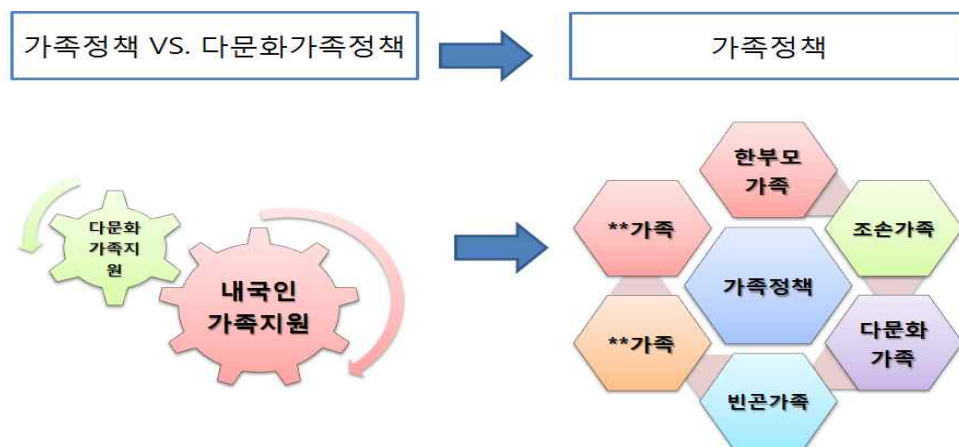 가족정책 VS. 다문화가족정책
가족정책
다문화
가족지
원
내국인
가족지원
한부모
가족
**가족
조손가족
가족정책
**가족
다문화
가족
빈곤가족